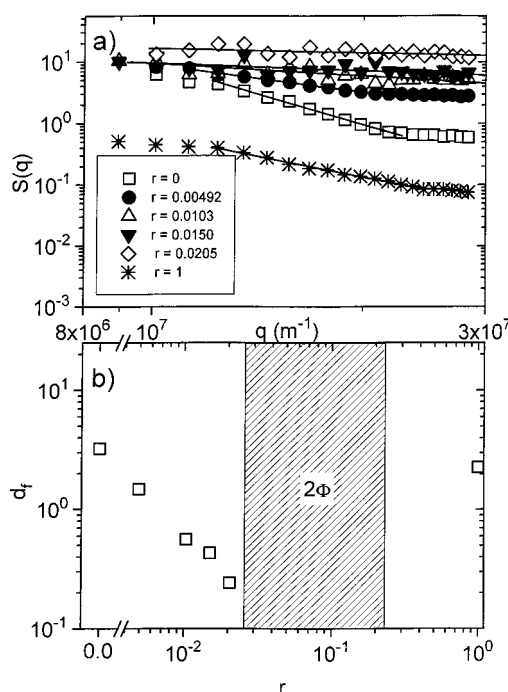 a)
10²
10¹
10⁰
10⁻¹
10⁻²
10⁻³
S(q)
r = 0
r = 0.00492
r = 0.0103
r = 0.0150
r = 0.0205
r = 1
8x10⁶
10⁷
q (m⁻¹)
3x10⁷
b)
10¹
10⁰
10⁻¹
d_f
2Φ
0.0
10⁻²
10⁻¹
10⁰
r